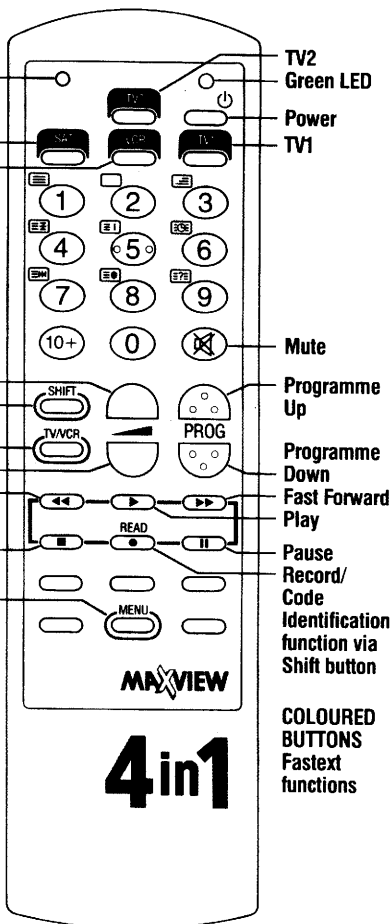 TV2
Green LED
TV2
Power
SAT VCR TV1
TV1
1 2 3
4 5 6
7 8 9
10+ 0
Mute
SHIFT
Programme
Up
TV/VCR PROG
Programme
Down
Fast Forward
Play
READ
Pause
Record/
Code
Identification
function via
Shift button
MENU
MAXVIEW
4in1
COLOURED
BUTTONS
Fastext
functions